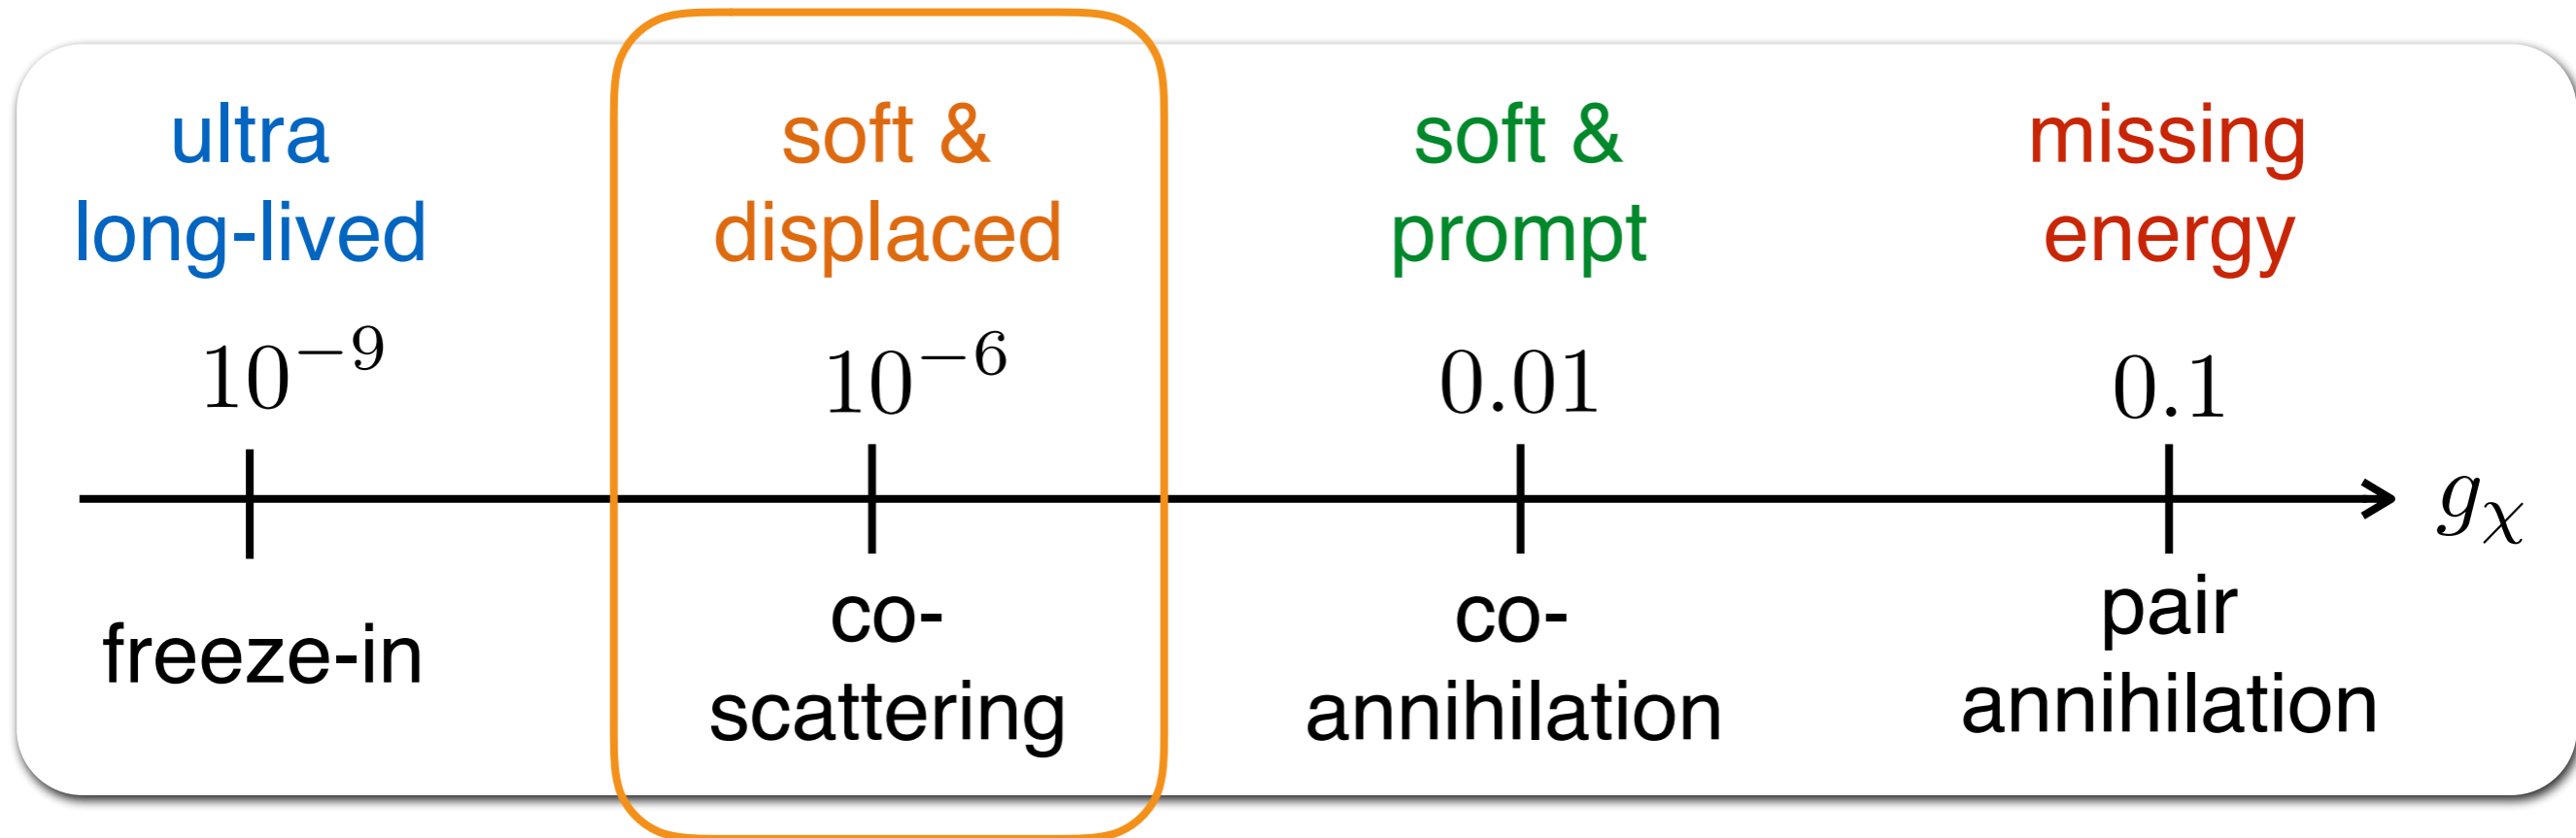 ultra
long-lived
soft &
displaced
soft &
prompt
missing
energy
10⁻⁹
10⁻⁶
0.01
0.1
gᵪ
freeze-in
co-
scattering
co-
annihilation
pair
annihilation